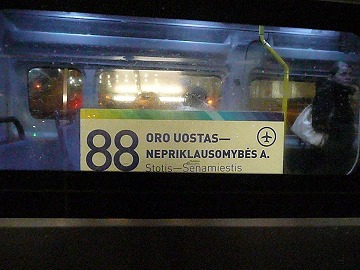 88
ORO UOSTAS—
NEPRIKLAUSOMYBĖS A.
Stotis—Senamiestis